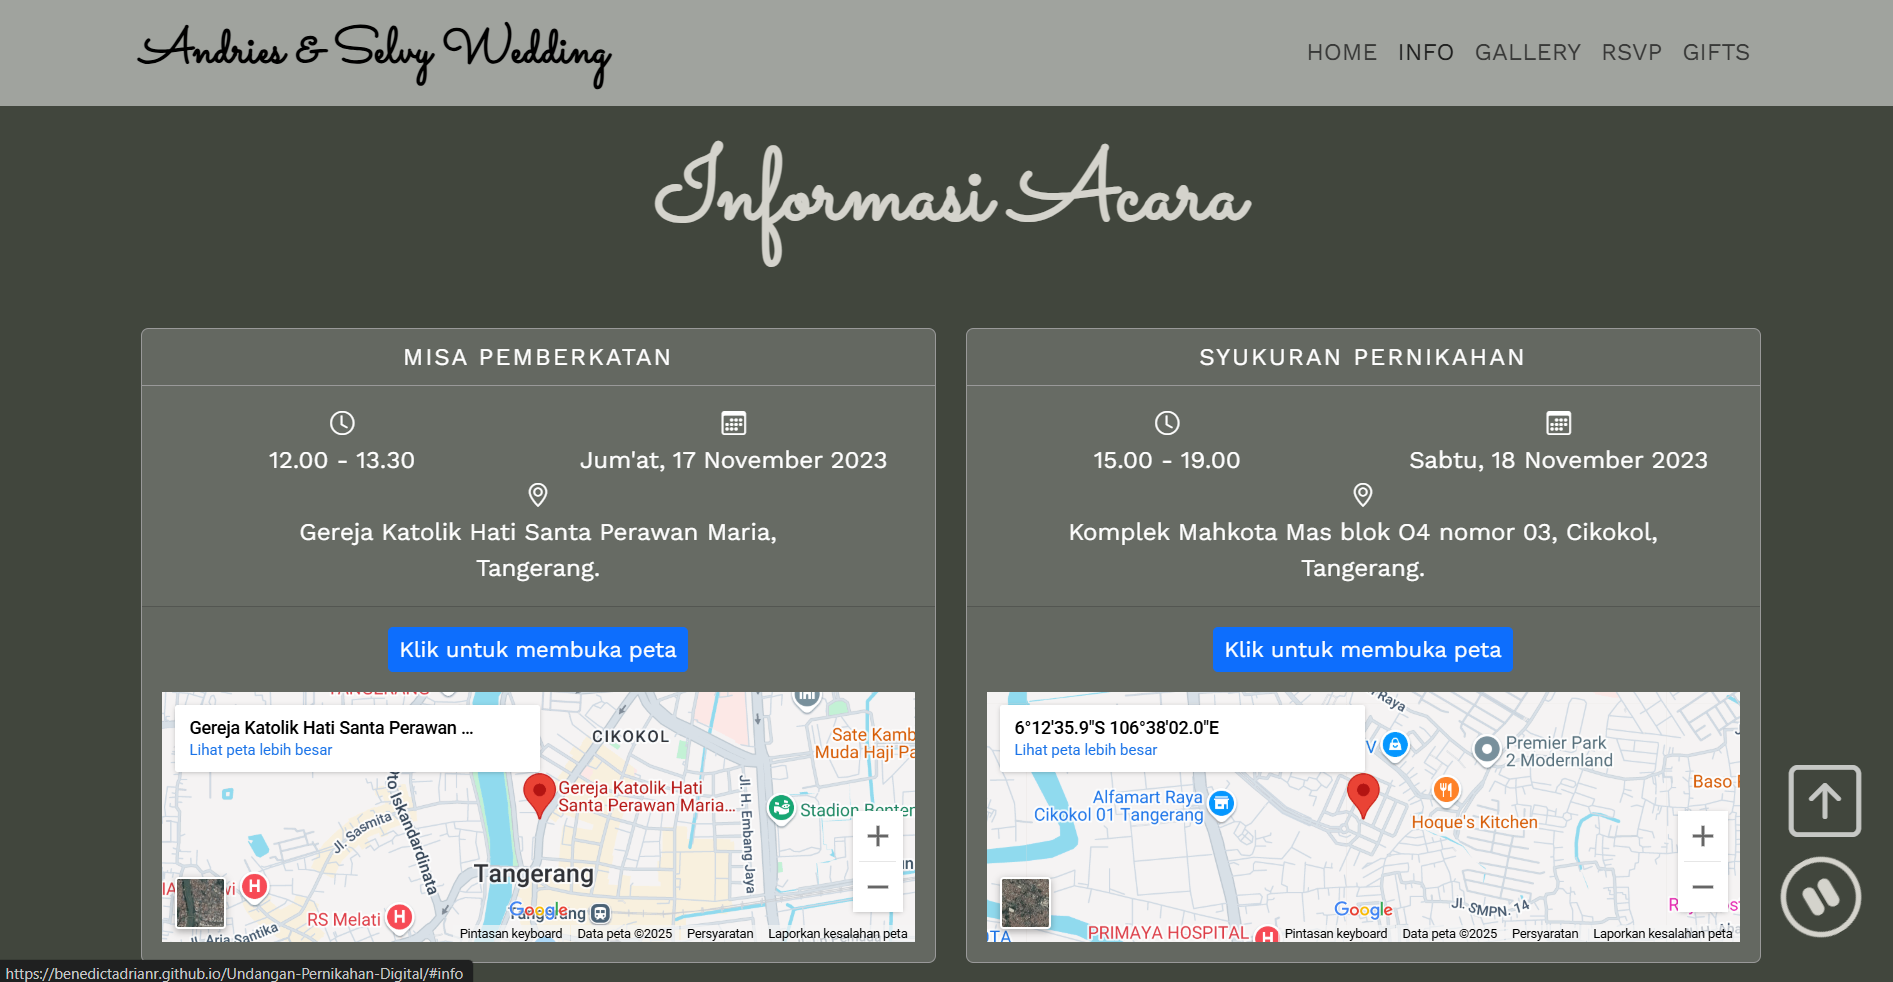 Andries & Selvy Wedding
HOME INFO GALLERY RSVP GIFTS
Informasi Acara
MISA PEMBERKATAN
12.00 - 13.30
Jum'at, 17 November 2023
Gereja Katolik Hati Santa Perawan Maria,
Tangerang.
Klik untuk membuka peta
Gereja Katolik Hati Santa Perawan ...
Lihat peta lebih besar
CIKOKOL
Sate Kamb
Muda Haji Pa
Gereja Katolik Hati
Santa Perawan Maria...
Stadion Benten
Jl. Sasmita
to Iskandardinata
Jl. H. Embang Jaya
Tangerang
RS Melati
Tangerang
Google
Jl. Aria Santika
Pintasan keyboard
Data peta ©2025
Persyaratan
Laporkan kesalahan peta
SYUKURAN PERNIKAHAN
15.00 - 19.00
Sabtu, 18 November 2023
Komplek Mahkota Mas blok O4 nomor 03, Cikokol,
Tangerang.
Klik untuk membuka peta
6°12'35.9"S 106°38'02.0"E
Lihat peta lebih besar
Raya
Premier Park
2 Modernland
Baso
Alfamart Raya
Cikokol 01 Tangerang
Hoque's Kitchen
JL. SMPN. 14
PRIMAYA HOSPITAL
Google
Pintasan keyboard
Data peta ©2025
Persyaratan
Laporkan kesalahan peta
https://benedictadrianr.github.io/Undangan-Pernikahan-Digital/#info